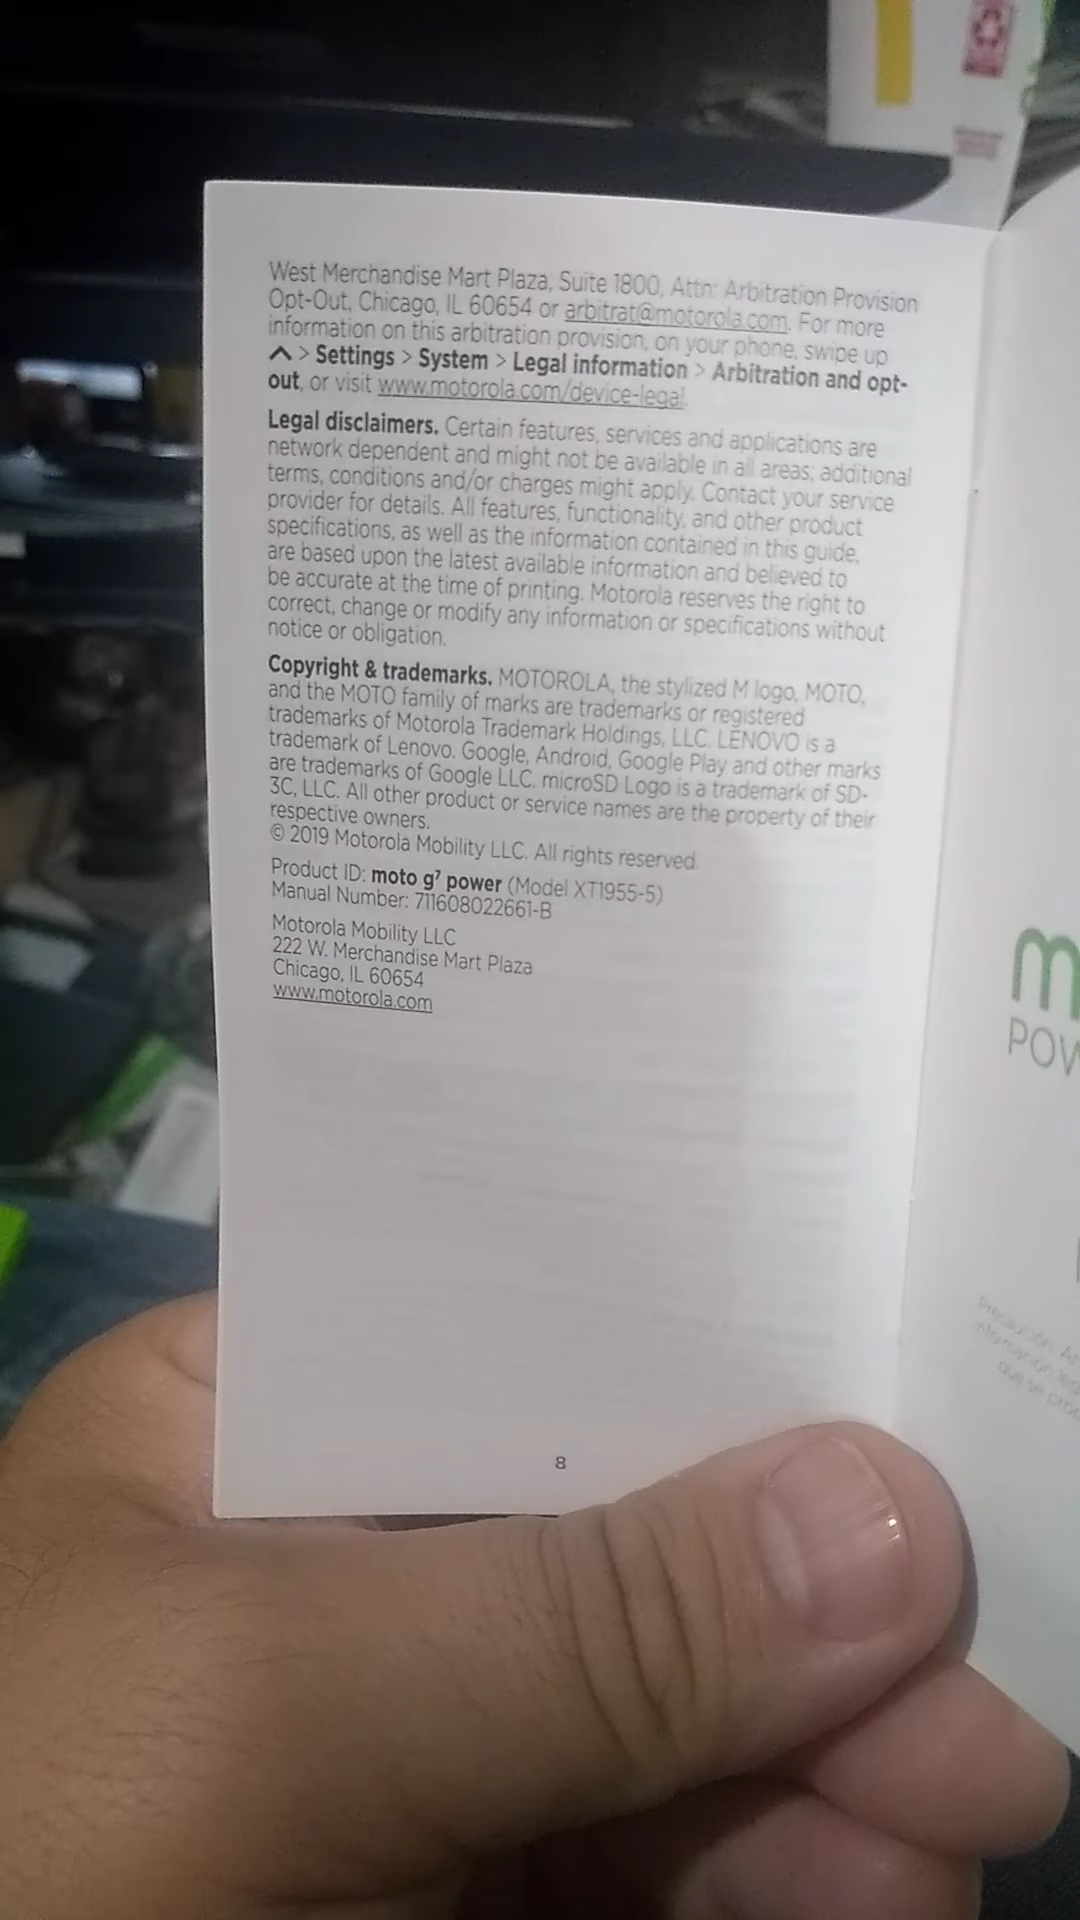 West Merchandise Mart Plaza, Suite 1800, Attn: Arbitration Provision
Opt-Out, Chicago, IL 60654 or arbitrat@motorola.com. For more
information on this arbitration provision, on your phone, swipe up
> Settings > System > Legal information > Arbitration and opt-
out, or visit www.motorola.com/device-legal.
Legal disclaimers. Certain features, services and applications are
network dependent and might not be available in all areas; additional
terms, conditions and/or charges might apply. Contact your service
provider for details. All features, functionality, and other product
specifications, as well as the information contained in this guide,
are based upon the latest available information and believed to
be accurate at the time of printing. Motorola reserves the right to
correct, change or modify any information or specifications without
notice or obligation.
Copyright & trademarks. MOTOROLA, the stylized M logo, MOTO,
and the MOTO family of marks are trademarks or registered
trademarks of Motorola Trademark Holdings, LLC. LENOVO is a
trademark of Lenovo. Google, Android, Google Play and other marks
are trademarks of Google LLC. microSD Logo is a trademark of SD-
3C, LLC. All other product or service names are the property of their
respective owners.
© 2019 Motorola Mobility LLC. All rights reserved.
Product ID: moto g⁷ power (Model XT1955-5)
Manual Number: 711608022661-B
Motorola Mobility LLC
222 W. Merchandise Mart Plaza
Chicago, IL 60654
www.motorola.com
8
m
POW
Precaución: An
información leg
que se prop